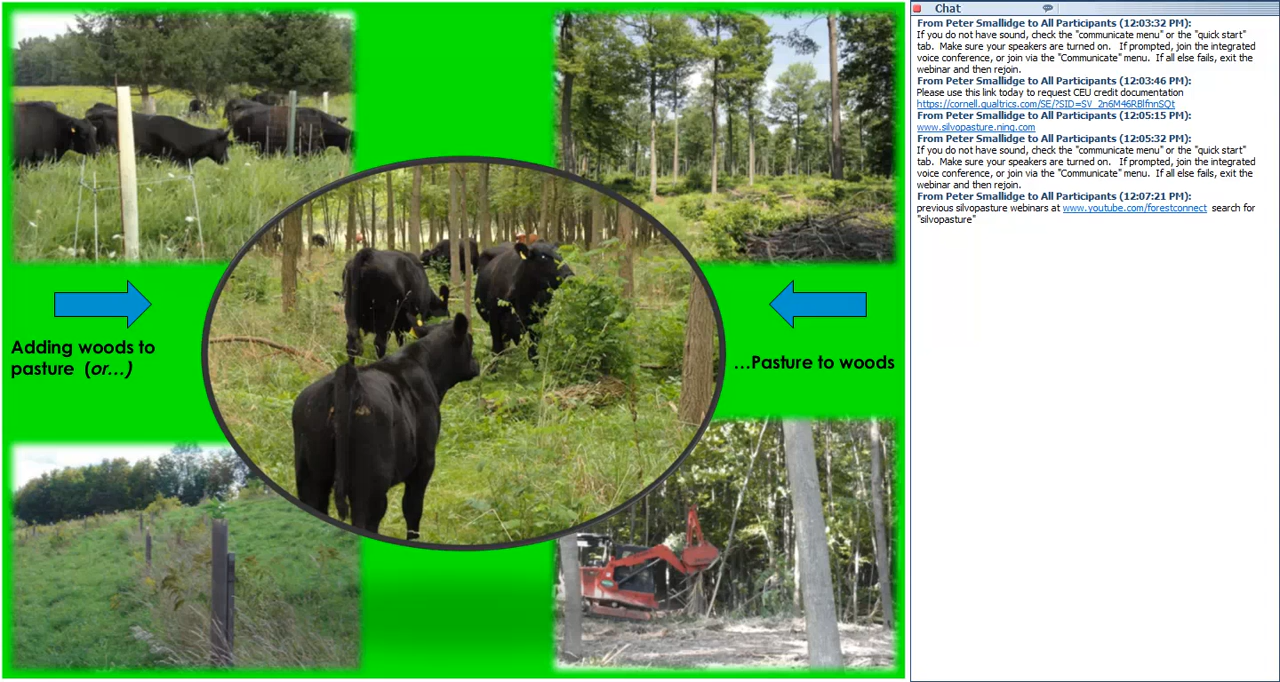 Adding woods to
pasture (or...)
...Pasture to woods
Chat
From Peter Smallidge to All Participants (12:03:32 PM):
If you do not have sound, check the "communicate menu" or the "quick start"
tab. Make sure your speakers are turned on. If prompted, join the integrated
voice conference, or join via the "Communicate" menu. If all else fails, exit the
webinar and then rejoin.
From Peter Smallidge to All Participants (12:03:46 PM):
Please use this link today to request CEU credit documentation
https://cornell.qualtrics.com/SE/?SID=SV_2n6M46RBlfnnSQt
From Peter Smallidge to All Participants (12:05:15 PM):
www.silvopasture.ning.com
From Peter Smallidge to All Participants (12:05:32 PM):
If you do not have sound, check the "communicate menu" or the "quick start"
tab. Make sure your speakers are turned on. If prompted, join the integrated
voice conference, or join via the "Communicate" menu. If all else fails, exit the
webinar and then rejoin.
From Peter Smallidge to All Participants (12:07:21 PM):
previous silvopasture webinars at www.youtube.com/forestconnect search for
"silvopasture"